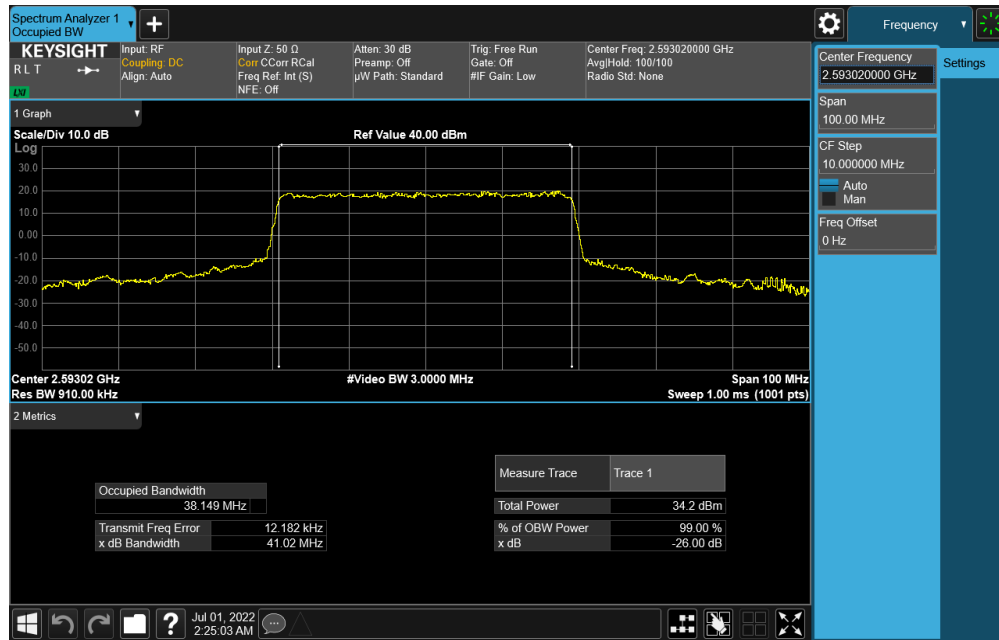 Spectrum Analyzer 1
Occupied BW
+
Frequency
KEYSIGHT
R L T
LXI
Input: RF
Coupling: DC
Align: Auto
Input Z: 50 Ω
Corr CCorr RCal
Freq Ref: Int (S)
NFE: Off
Atten: 30 dB
Preamp: Off
µW Path: Standard
Trig: Free Run
Gate: Off
#IF Gain: Low
Center Freq: 2.593020000 GHz
Avg|Hold: 100/100
Radio Std: None
Center Frequency
2.593020000 GHz
Settings
Span
100.00 MHz
CF Step
10.000000 MHz
Auto
Man
Freq Offset
0 Hz
1 Graph
Scale/Div 10.0 dB
Ref Value 40.00 dBm
Log
30.0
20.0
10.0
0.00
-10.0
-20.0
-30.0
-40.0
-50.0
Center 2.59302 GHz
#Video BW 3.0000 MHz
Span 100 MHz
Res BW 910.00 kHz
Sweep 1.00 ms (1001 pts)
2 Metrics
Measure Trace Trace 1
Occupied Bandwidth
38.149 MHz
Total Power 34.2 dBm
Transmit Freq Error 12.182 kHz
% of OBW Power 99.00 %
x dB Bandwidth 41.02 MHz
x dB -26.00 dB
?
Jul 01, 2022
2:25:03 AM